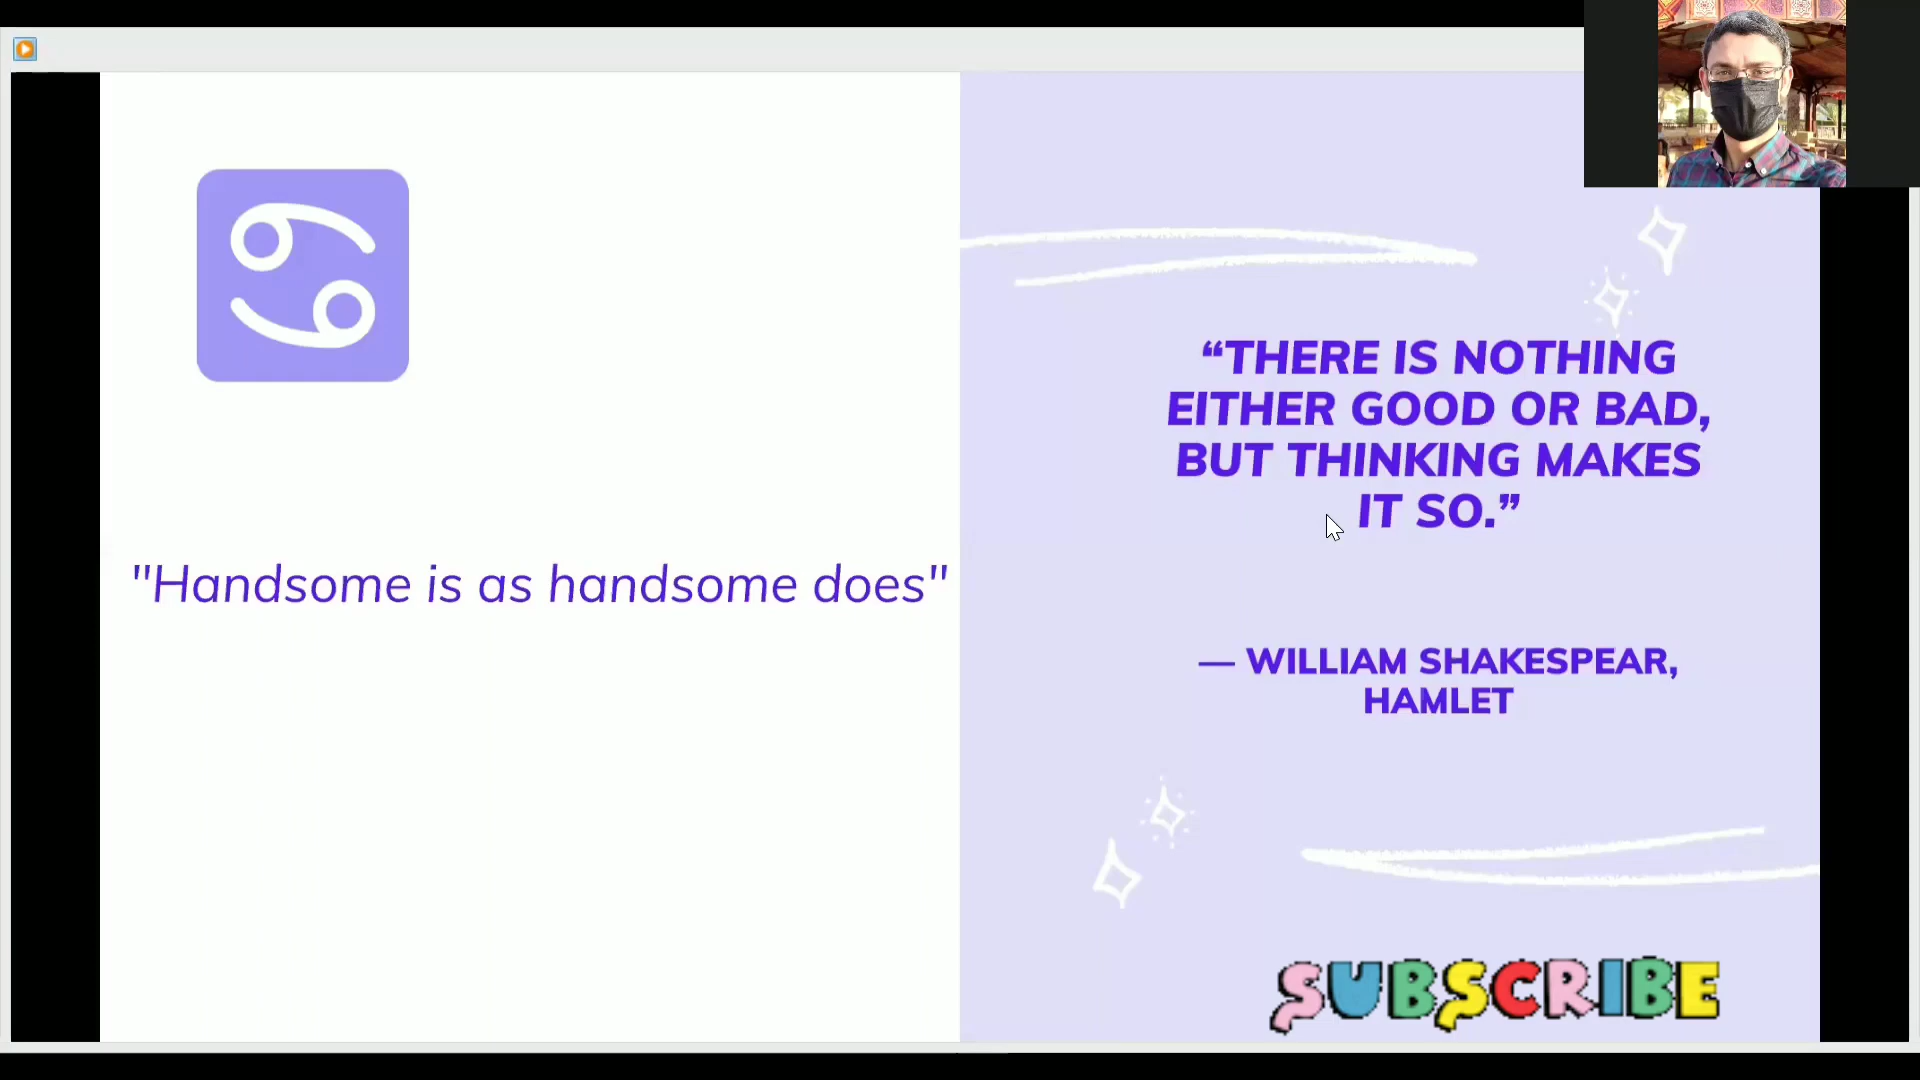 "Handsome is as handsome does"
“THERE IS NOTHING
EITHER GOOD OR BAD,
BUT THINKING MAKES
IT SO.”
— WILLIAM SHAKESPEAR,
HAMLET
SUBSCRIBE